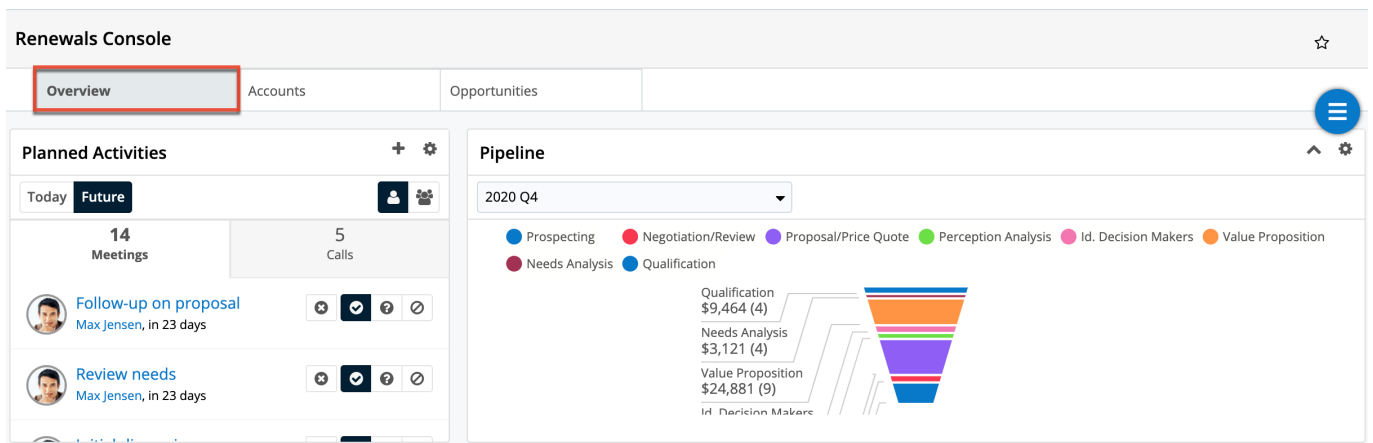 Renewals Console
Overview
Accounts
Opportunities
Planned Activities
Today
Future
14
Meetings
5
Calls
Follow-up on proposal
Max Jensen, in 23 days
Review needs
Max Jensen, in 23 days
Pipeline
2020 Q4
Prospecting
Negotiation/Review
Proposal/Price Quote
Perception Analysis
Id. Decision Makers
Value Proposition
Needs Analysis
Qualification
Qualification
$9,464 (4)
Needs Analysis
$3,121 (4)
Value Proposition
$24,881 (9)
Id. Decision Makers